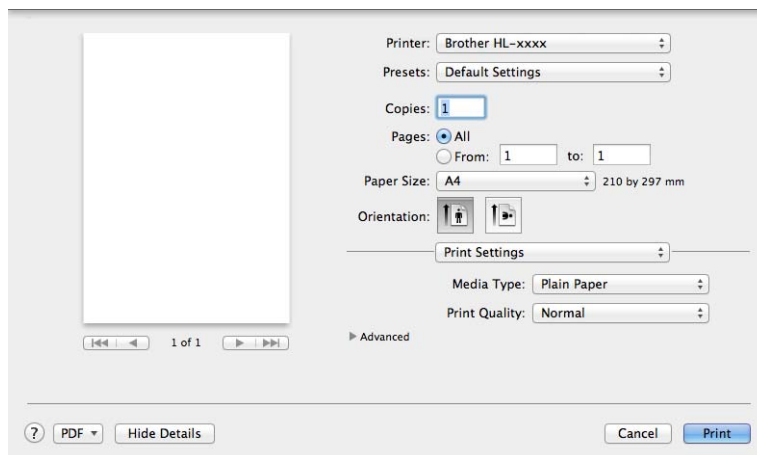 Printer: Brother HL-xxxx
Presets: Default Settings
Copies: 1
Pages: All
From: 1 to: 1
Paper Size: A4 210 by 297 mm
Orientation:
Print Settings
Media Type: Plain Paper
Print Quality: Normal
1 of 1
Advanced
? PDF Hide Details Cancel Print